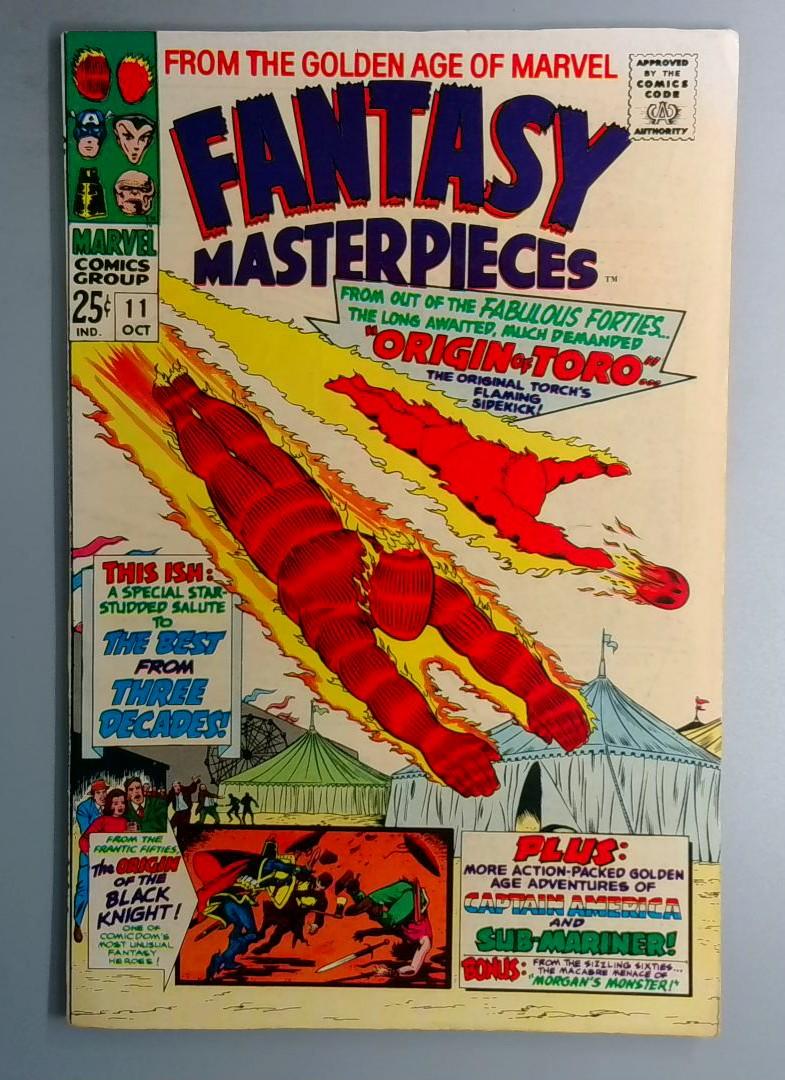 FROM THE GOLDEN AGE OF MARVEL
APPROVED
BY THE
COMICS
CODE
CA
AUTHORITY
FANTASY
MASTERPIECES™
MARVEL
COMICS
GROUP™
25¢
IND.
11
OCT
FROM OUT OF THE FABULOUS FORTIES...
THE LONG AWAITED, MUCH DEMANDED
"ORIGIN OF TORO"...
THE ORIGINAL TORCH'S
FLAMING
SIDEKICK!
THIS ISH:
A SPECIAL STAR-
STUDDED SALUTE
TO
THE BEST
FROM
THREE
DECADES!
FROM THE
FRANTIC FIFTIES,
The ORIGIN
OF THE
BLACK
KNIGHT!
ONE OF
COMICDOM'S
MOST UNUSUAL
FANTASY
HEROES!
PLUS:
MORE ACTION-PACKED GOLDEN
AGE ADVENTURES OF
CAPTAIN AMERICA
AND
SUB-MARINER!
BONUS: FROM THE SIZZLING SIXTIES...
THE MACABRE MENACE OF
"MORGAN'S MONSTER!"